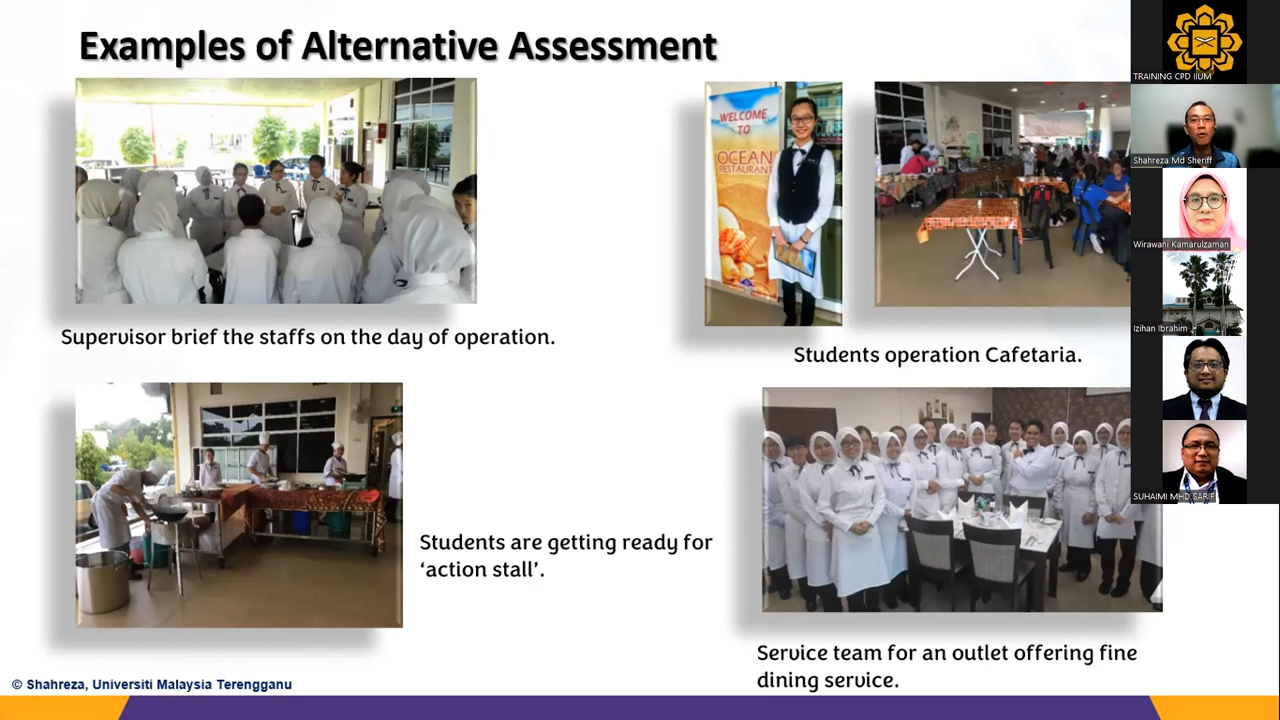 Examples of Alternative Assessment
WELCOME
TO
OCEAN
RESTAURANT
Supervisor brief the staffs on the day of operation.
Students operation Cafetaria.
Students are getting ready for
‘action stall’.
Service team for an outlet offering fine
dining service.
© Shahreza, Universiti Malaysia Terengganu
TRAINING CPD IIUM
Shahreza Md Sheriff
Wirawani Kamarulzaman
Izihan Ibrahim
SUHAIMI MHD SARIF